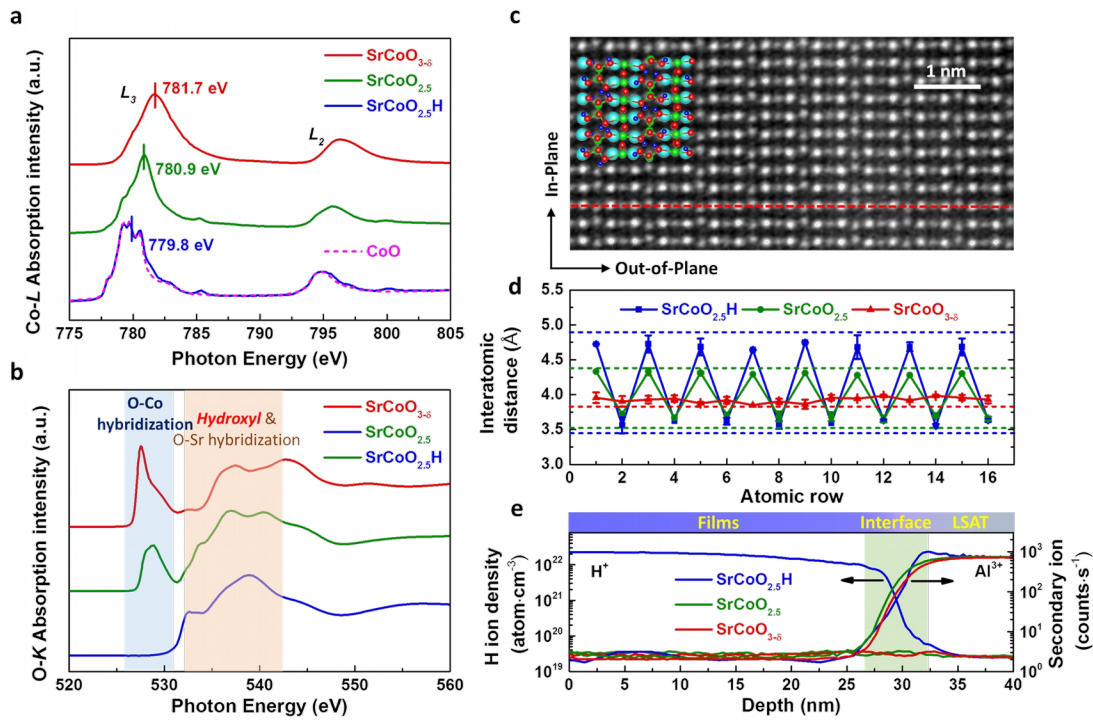 a
Co-L Absorption intensity (a.u.)
SrCoO3-δ
SrCoO2.5
SrCoO2.5H
L3
781.7 eV
L2
780.9 eV
779.8 eV
CoO
775 780 785 790 795 800 805
Photon Energy (eV)
b
O-K Absorption intensity (a.u.)
O-Co
hybridization
Hydroxyl &
O-Sr hybridization
SrCoO3-δ
SrCoO2.5
SrCoO2.5H
520 530 540 550 560
Photon Energy (eV)
c
1 nm
In-Plane
Out-of-Plane
d
Interatomic
distance (Å)
5.5
5.0
4.5
4.0
3.5
3.0
SrCoO2.5H SrCoO2.5 SrCoO3-δ
0 2 4 6 8 10 12 14 16
Atomic row
e
Films Interface LSAT
H ion density
(atom·cm-3)
10^22
10^21
10^20
10^19
H+
Al3+
SrCoO2.5H
SrCoO2.5
SrCoO3-δ
10^3
10^2
10^1
10^0
Secondary ion
(counts·s-1)
0 5 10 15 20 25 30 35 40
Depth (nm)